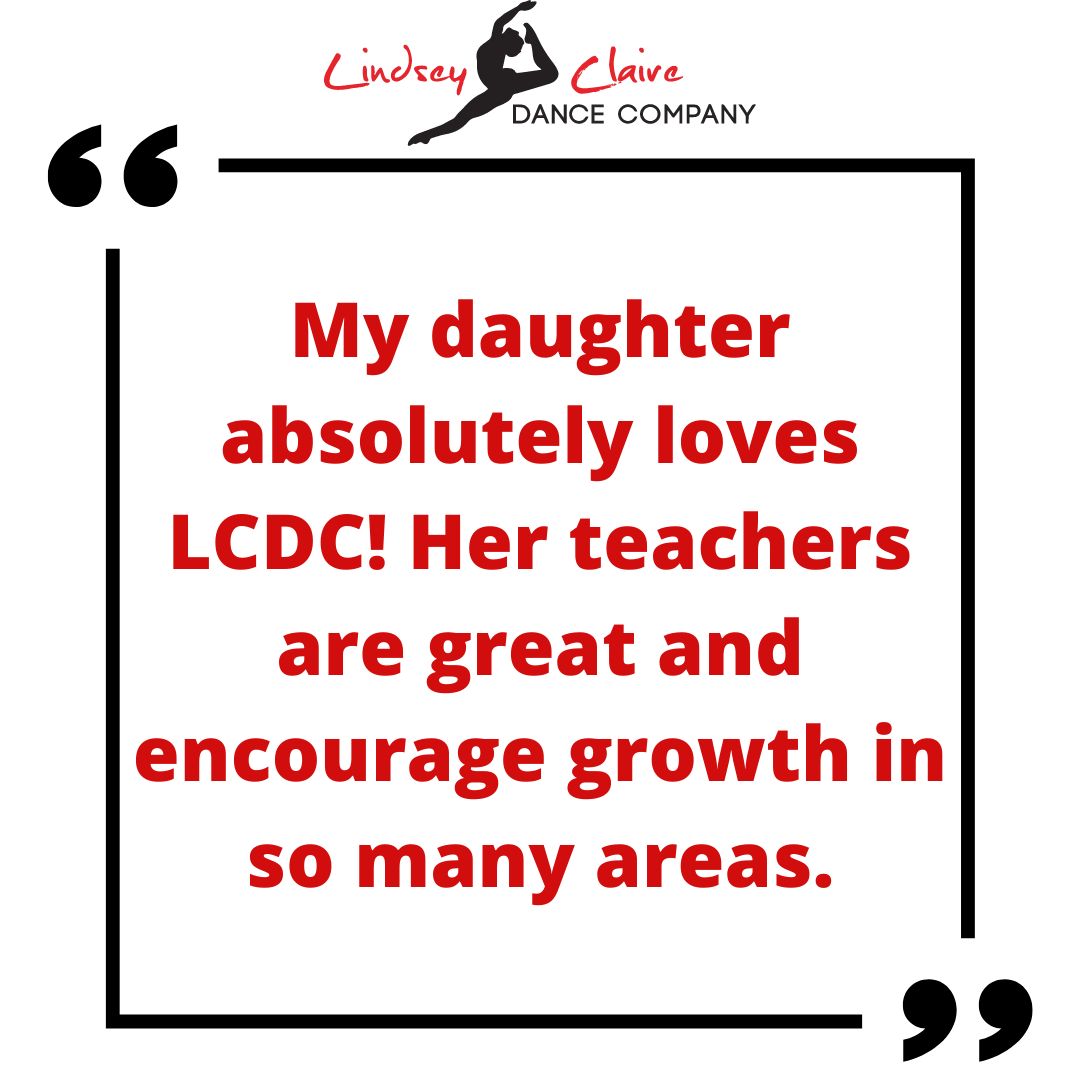 Lindsey Claire
DANCE COMPANY
“
My daughter
absolutely loves
LCDC! Her teachers
are great and
encourage growth in
so many areas.
”